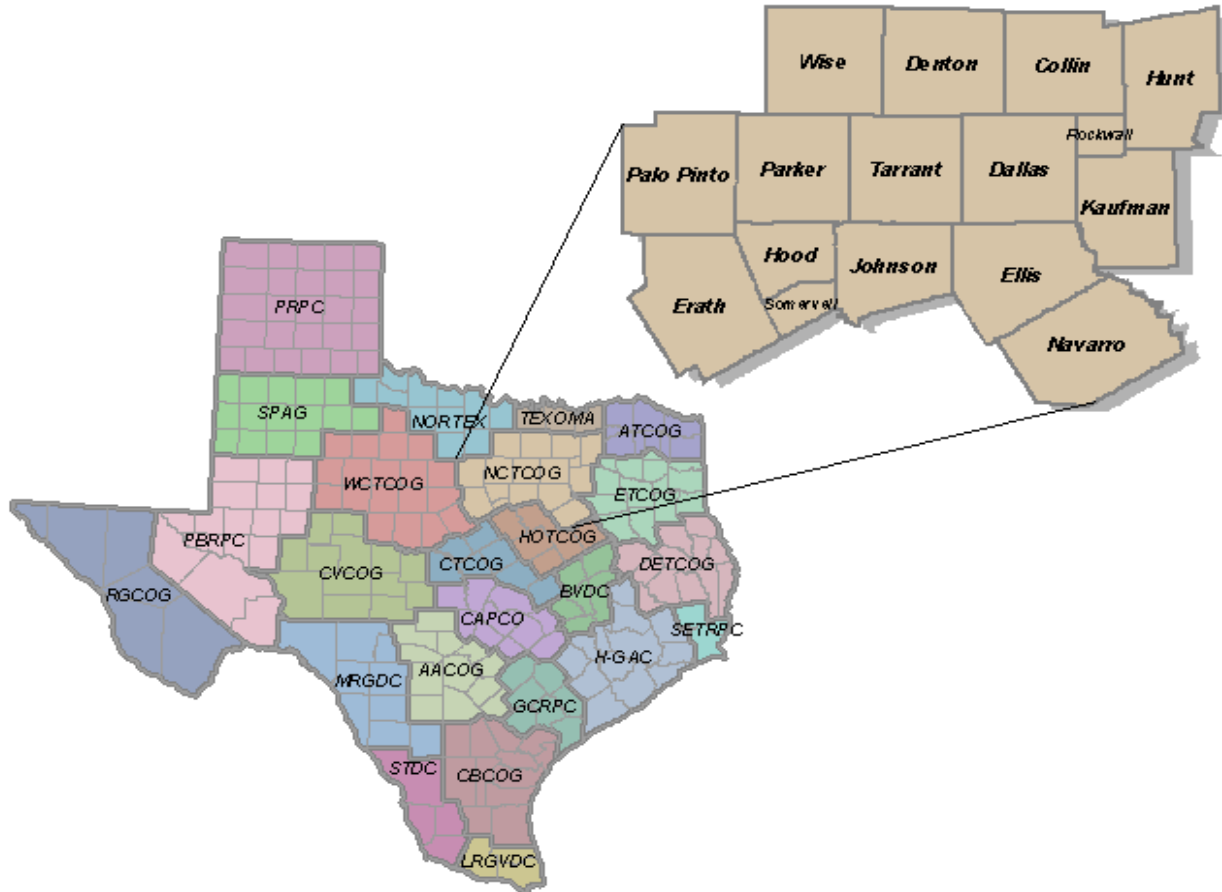 Wise
Denton
Collin
Hunt
Rockwall
Palo Pinto
Parker
Tarrant
Dallas
Kaufman
Hood
Johnson
Ellis
Erath
Somervell
Navarro
PRPC
SPAG
NORTEX
TEXOMA
ATCOG
WCTCOG
NCTCOG
ETCOG
PBRPC
HOTCOG
CVCOG
CTCOG
DETCOG
RGCOG
BVDC
CAPCO
SETRPC
H-GAC
AACOG
MRGDC
GCRPC
STDC
CBCOG
LRGVDC